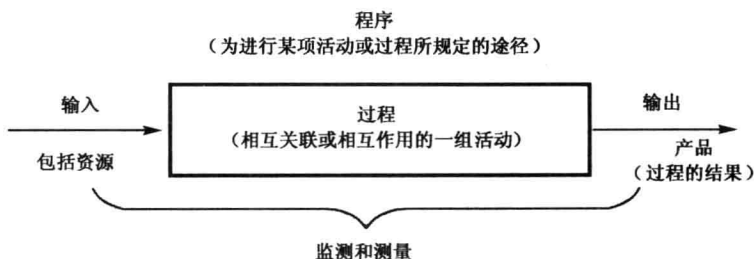 程序
（为进行某项活动或过程所规定的途径）
输入
过程
输出
（相互关联或相互作用的一组活动）
包括资源
产品
（过程的结果）
监测和测量